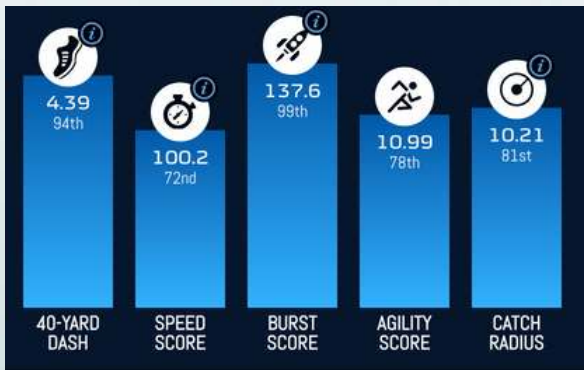 4.39
94th
100.2
72nd
137.6
99th
10.99
78th
10.21
81st
40-YARD
DASH
SPEED
SCORE
BURST
SCORE
AGILITY
SCORE
CATCH
RADIUS
i
i
i
i